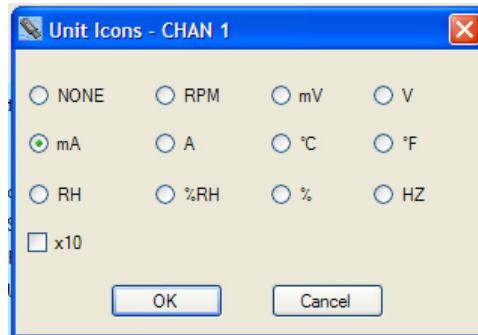 Unit Icons - CHAN 1
NONE RPM mV V
mA A °C °F
RH %RH % HZ
x10
OK Cancel